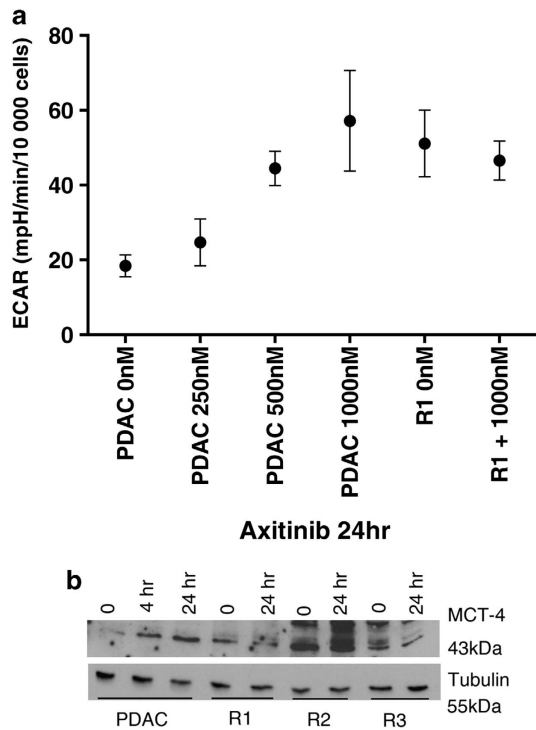 a
ECAR (mpH/min/10 000 cells)
80
60
40
20
0
PDAC 0nM
PDAC 250nM
PDAC 500nM
PDAC 1000nM
R1 0nM
R1 + 1000nM
Axitinib 24hr
b
0 4 hr 24 hr 0 24 hr 0 24 hr 0 24 hr
MCT-4
43kDa
Tubulin
55kDa
PDAC R1 R2 R3